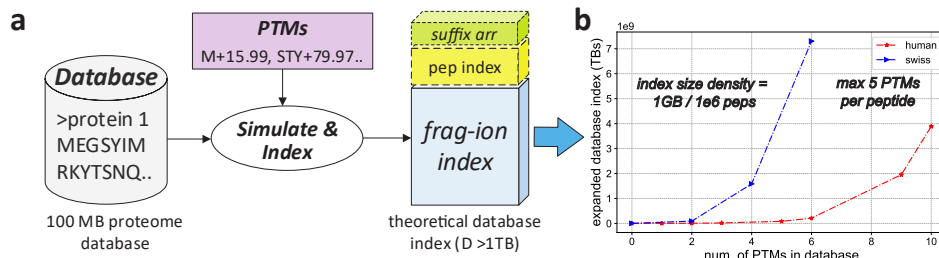 a
Database
>protein 1
MEGSYIM
RKYTSNQ..
100 MB proteome
database
PTMs
M+15.99, STY+79.97..
Simulate &
Index
suffix arr
pep index
frag-ion
index
theoretical database
index (D >1TB)
b
1e9
expanded database index (TBs)
7
6
5
4
3
2
1
0
index size density =
1GB / 1e6 peps
max 5 PTMs
per peptide
human
swiss
0 2 4 6 8 10
num. of PTMs in database